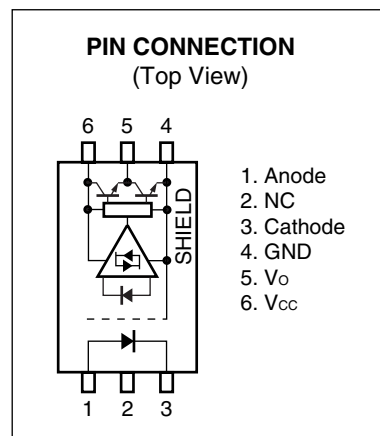 PIN CONNECTION
(Top View)
6 5 4
SHIELD
1 2 3
1. Anode
2. NC
3. Cathode
4. GND
5. VO
6. VCC